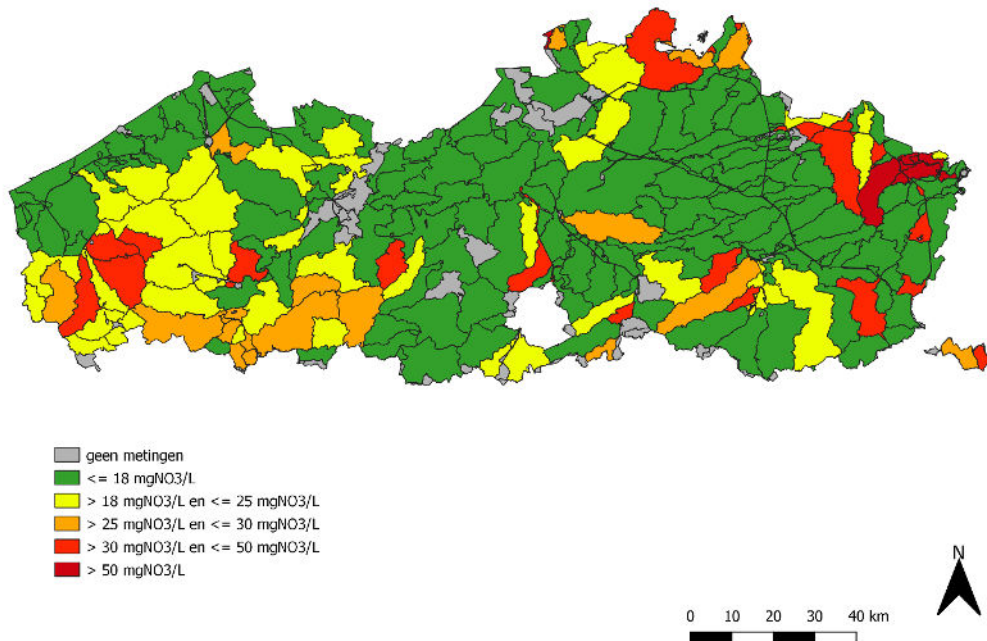 geen metingen
<= 18 mgNO3/L
> 18 mgNO3/L en <= 25 mgNO3/L
> 25 mgNO3/L en <= 30 mgNO3/L
> 30 mgNO3/L en <= 50 mgNO3/L
> 50 mgNO3/L
N
0 10 20 30 40 km